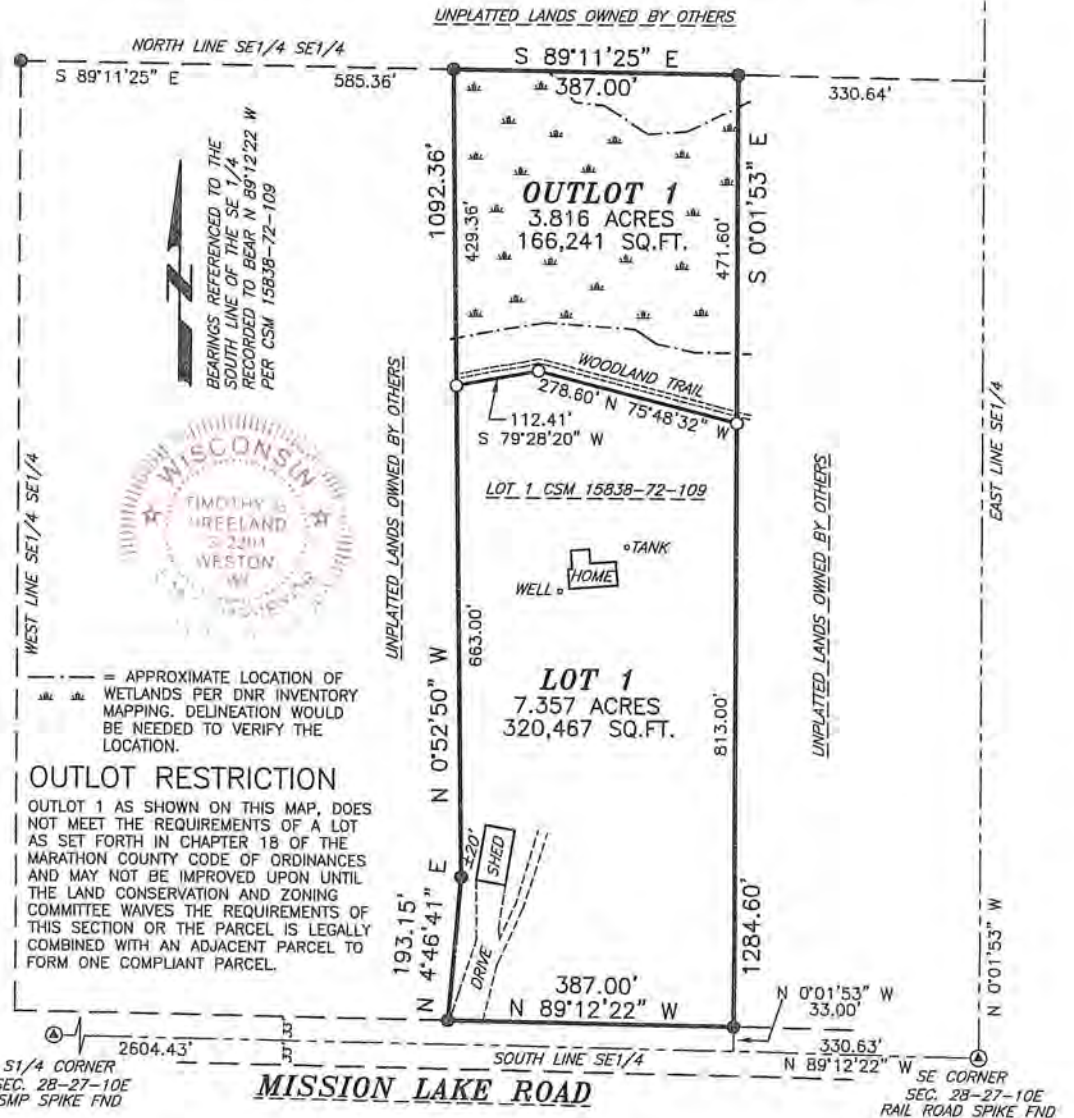 UNPLATTED LANDS OWNED BY OTHERS
NORTH LINE SE1/4 SE1/4
S 89°11'25" E
585.36'
S 89°11'25" E
387.00'
330.64'
BEARINGS REFERENCED TO THE
SOUTH LINE OF THE SE 1/4
RECORDED TO BEAR N 89°12'22 W
PER CSM 15838-72-109
N
1092.36'
429.36'
OUTLOT 1
3.816 ACRES
166,241 SQ.FT.
471.60'
S 0°01'53" E
WOODLAND TRAIL
278.60' N 75°48'32" W
112.41'
S 79°28'20" W
UNPLATTED LANDS OWNED BY OTHERS
WEST LINE SE1/4 SE1/4
EAST LINE SE1/4
WISCONSIN
TIMOTHY G
VREELAND
S-2291
WESTON
WI
LOT 1 CSM 15838-72-109
TANK
HOME
WELL
UNPLATTED LANDS OWNED BY OTHERS
663.00'
N 0°52'50" W
LOT 1
7.357 ACRES
320,467 SQ.FT.
813.00'
= APPROXIMATE LOCATION OF
WETLANDS PER DNR INVENTORY
MAPPING. DELINEATION WOULD
BE NEEDED TO VERIFY THE
LOCATION.
OUTLOT RESTRICTION
OUTLOT 1 AS SHOWN ON THIS MAP, DOES
NOT MEET THE REQUIREMENTS OF A LOT
AS SET FORTH IN CHAPTER 18 OF THE
MARATHON COUNTY CODE OF ORDINANCES
AND MAY NOT BE IMPROVED UPON UNTIL
THE LAND CONSERVATION AND ZONING
COMMITTEE WAIVES THE REQUIREMENTS OF
THIS SECTION OR THE PARCEL IS LEGALLY
COMBINED WITH AN ADJACENT PARCEL TO
FORM ONE COMPLIANT PARCEL.
±20'
SHED
DRIVE
193.15'
N 4°46'41" E
1284.60'
387.00'
N 89°12'22" W
N 0°01'53" W
33.00'
N 0°01'53" W
33'
33'
2604.43'
SOUTH LINE SE1/4
330.63'
N 89°12'22" W
S1/4 CORNER
SEC. 28-27-10E
SMP SPIKE FND
MISSION LAKE ROAD
SE CORNER
SEC. 28-27-10E
RAIL ROAD SPIKE FND